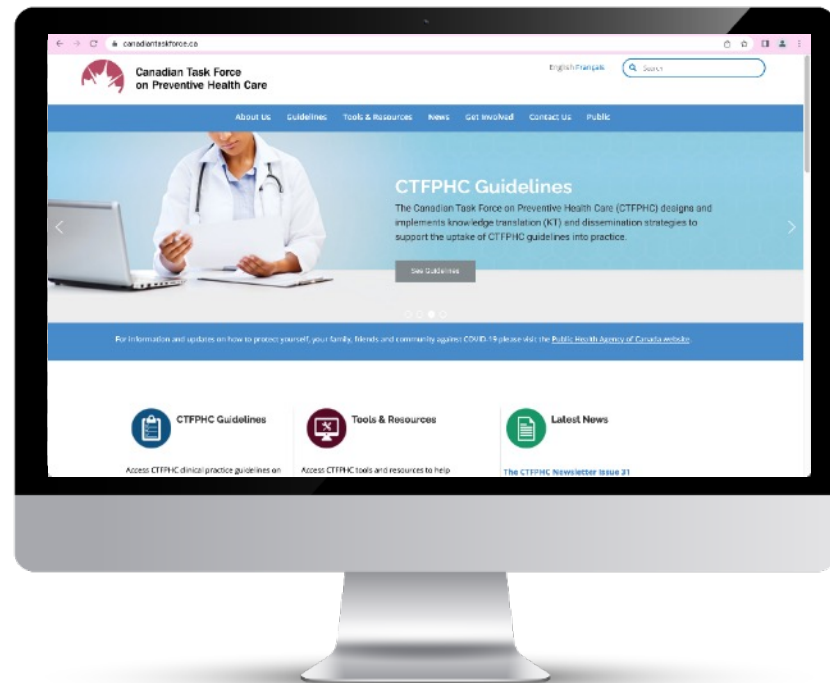 canadiantaskforce.ca
Canadian Task Force
on Preventive Health Care
English Français
Search
About Us Guidelines Tools & Resources News Get Involved Contact Us Public
CTFPHC Guidelines
The Canadian Task Force on Preventive Health Care (CTFPHC) designs and
implements knowledge translation (KT) and dissemination strategies to
support the uptake of CTFPHC guidelines into practice.
See Guidelines
For information and updates on how to protect yourself, your family, friends and community against COVID-19 please visit the Public Health Agency of Canada website.
CTFPHC Guidelines
Tools & Resources
Latest News
Access CTFPHC clinical practice guidelines on
Access CTFPHC tools and resources to help
The CTFPHC Newsletter Issue 31